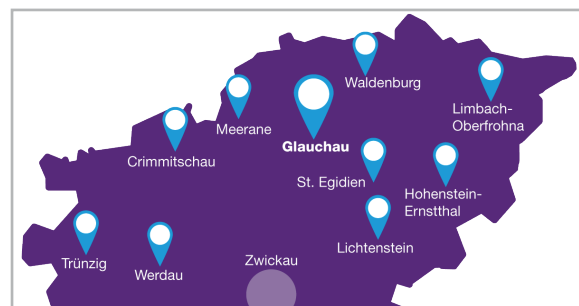 Waldenburg
Limbach-
Oberfrohna
Meerane
Glauchau
Crimmitschau
St. Egidien
Hohenstein-
Ernstthal
Lichtenstein
Trünzig
Werdau
Zwickau